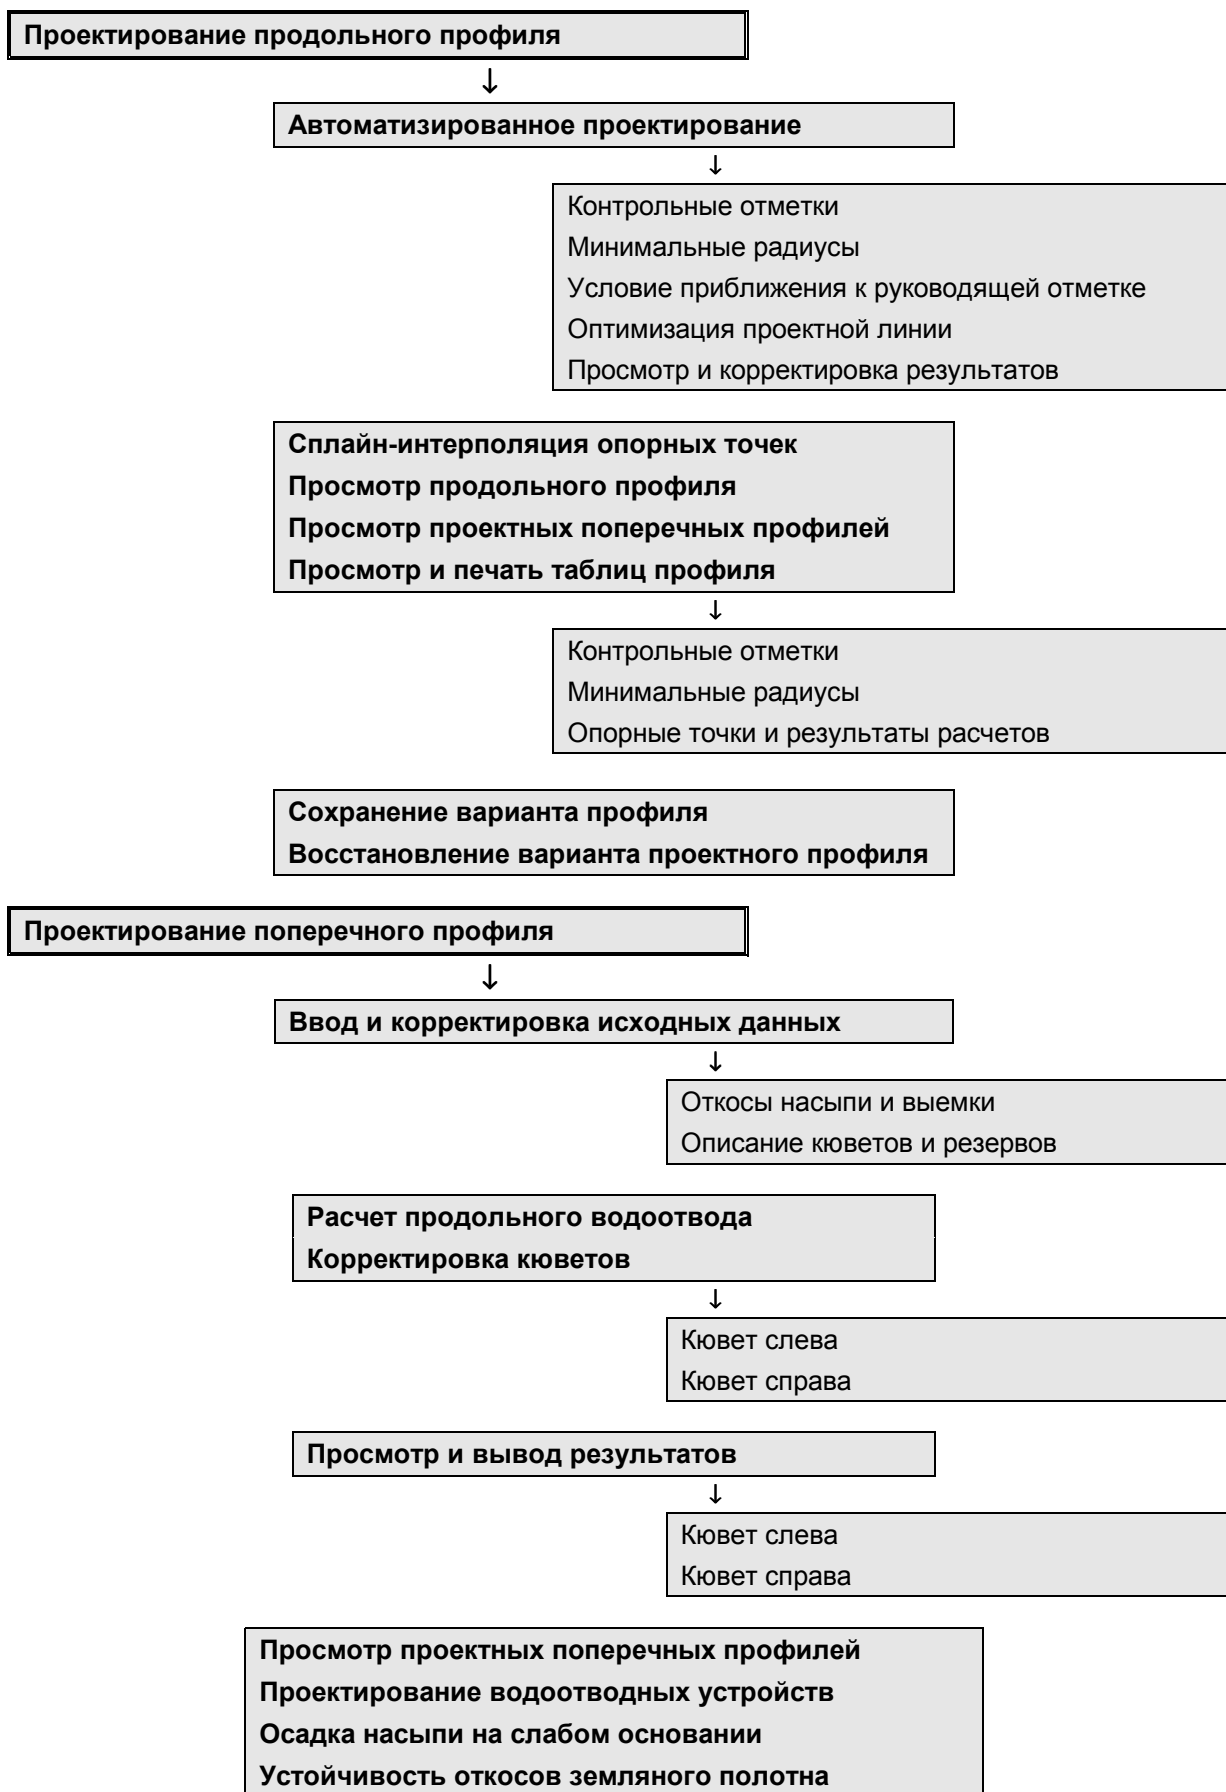 Проектирование продольного профиля
↓
Автоматизированное проектирование
↓
Контрольные отметки
Минимальные радиусы
Условие приближения к руководящей отметке
Оптимизация проектной линии
Просмотр и корректировка результатов
Сплайн-интерполяция опорных точек
Просмотр продольного профиля
Просмотр проектных поперечных профилей
Просмотр и печать таблиц профиля
↓
Контрольные отметки
Минимальные радиусы
Опорные точки и результаты расчетов
Сохранение варианта профиля
Восстановление варианта проектного профиля
Проектирование поперечного профиля
↓
Ввод и корректировка исходных данных
↓
Откосы насыпи и выемки
Описание кюветов и резервов
Расчет продольного водоотвода
Корректировка кюветов
↓
Кювет слева
Кювет справа
Просмотр и вывод результатов
↓
Кювет слева
Кювет справа
Просмотр проектных поперечных профилей
Проектирование водоотводных устройств
Осадка насыпи на слабом основании
Устойчивость откосов земляного полотна